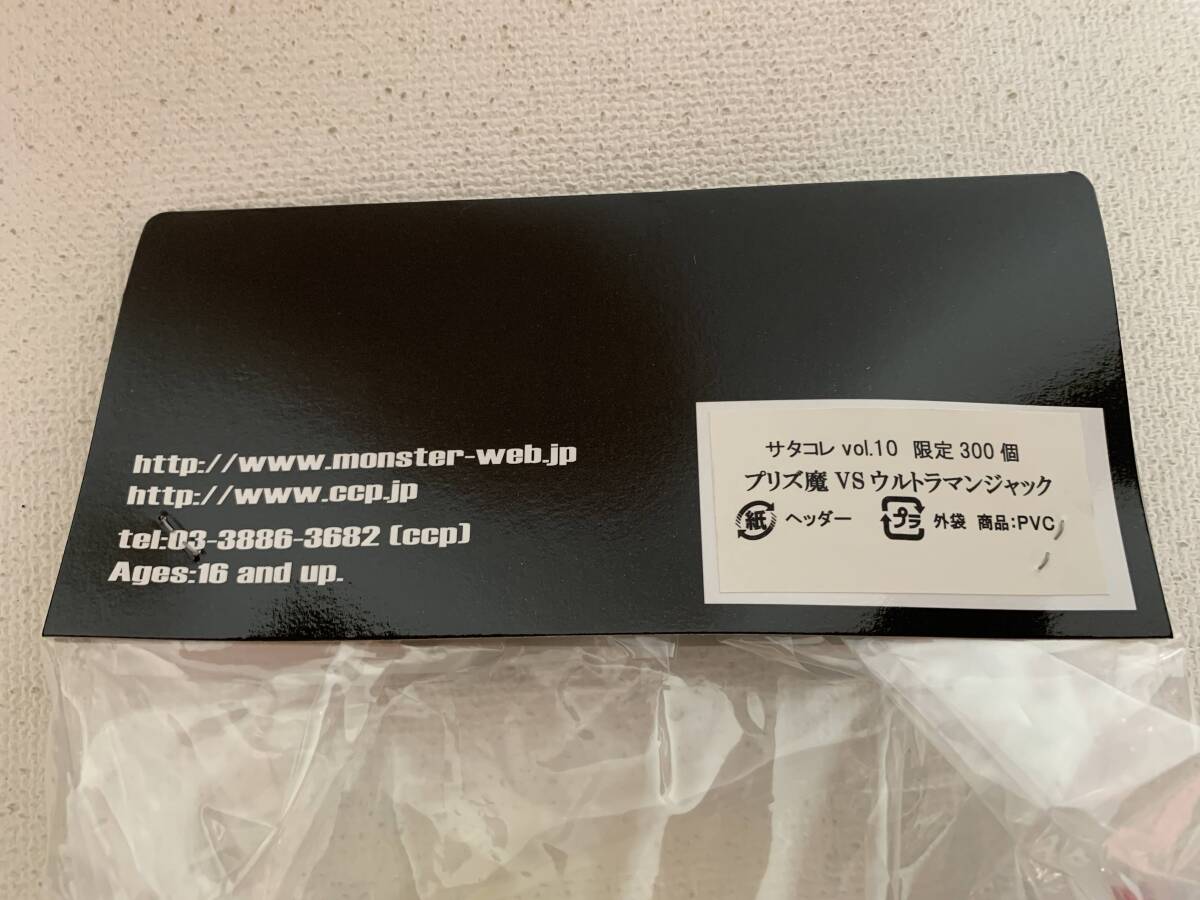 http://www.monster-web.jp
http://www.ccp.jp
tel:03-3886-3682 (ccp)
Ages:16 and up.
サタコレ vol.10 限定 300 個
プリズ魔 VS ウルトラマンジャック
紙 ヘッダー プラ 外袋 商品:PVC